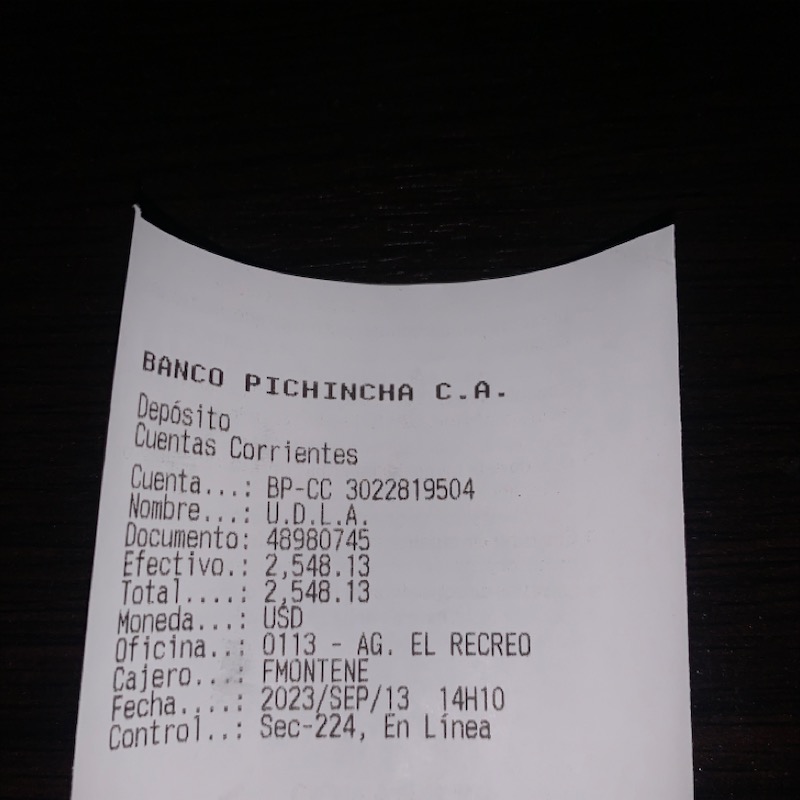 BANCO PICHINCHA C.A.
Depósito
Cuentas Corrientes
Cuenta...: BP-CC 3022819504
Nombre...: U.D.L.A.
Documento: 48980745
Efectivo.: 2,548.13
Total....: 2,548.13
Moneda...: USD
Oficina..: 0113 - AG. EL RECREO
Cajero...: FMONTENE
Fecha....: 2023/SEP/13 14H10
Control..: Sec-224, En Línea